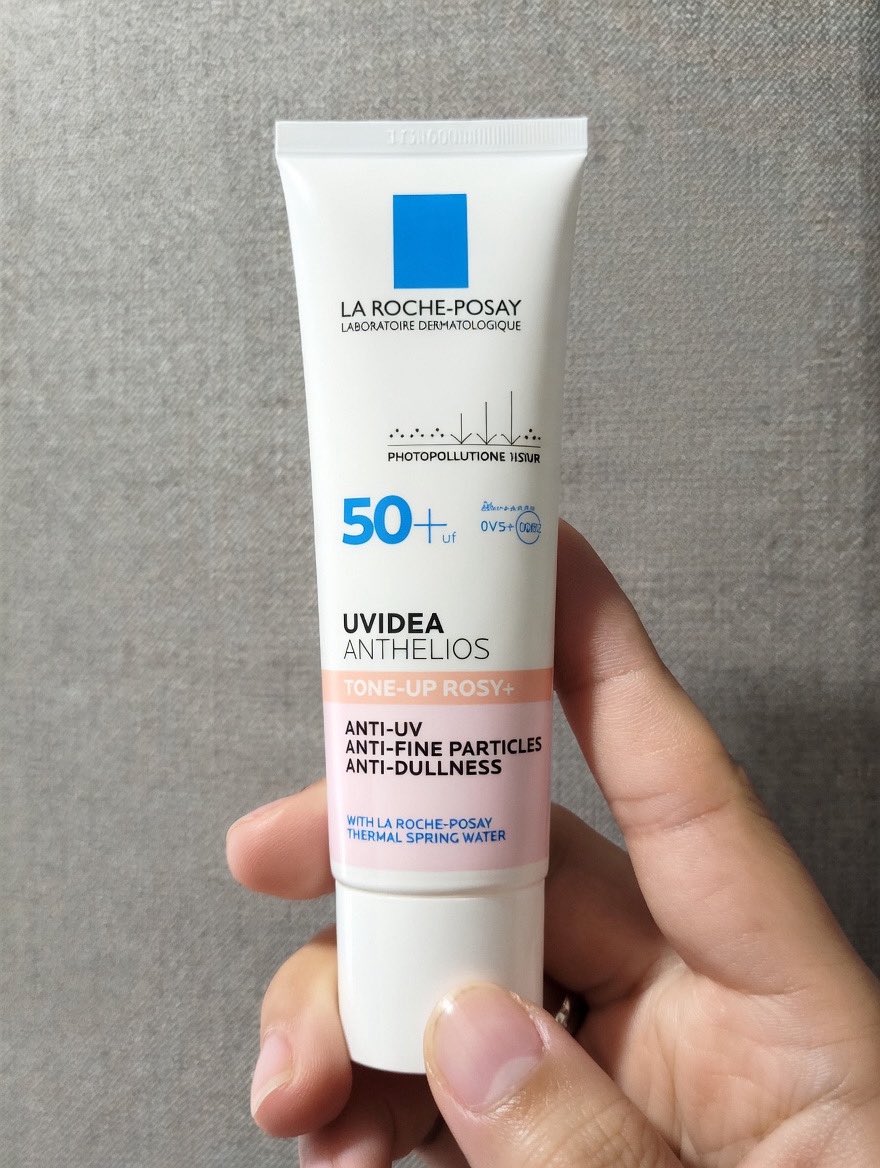 LA ROCHE-POSAY
LABORATOIRE DERMATOLOGIQUE
PHOTOPOLLUTIONE
50+
uf
UVIDEA
ANTHELIOS
TONE-UP ROSY+
ANTI-UV
ANTI-FINE PARTICLES
ANTI-DULLNESS
WITH LA ROCHE-POSAY
THERMAL SPRING WATER